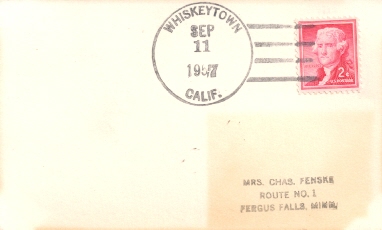 WHISKEYTOWN
SEP
11
1957
CALIF.
2¢
MRS. CHAS. FENSKE
ROUTE NO. 1
FERGUS FALLS, MINN.